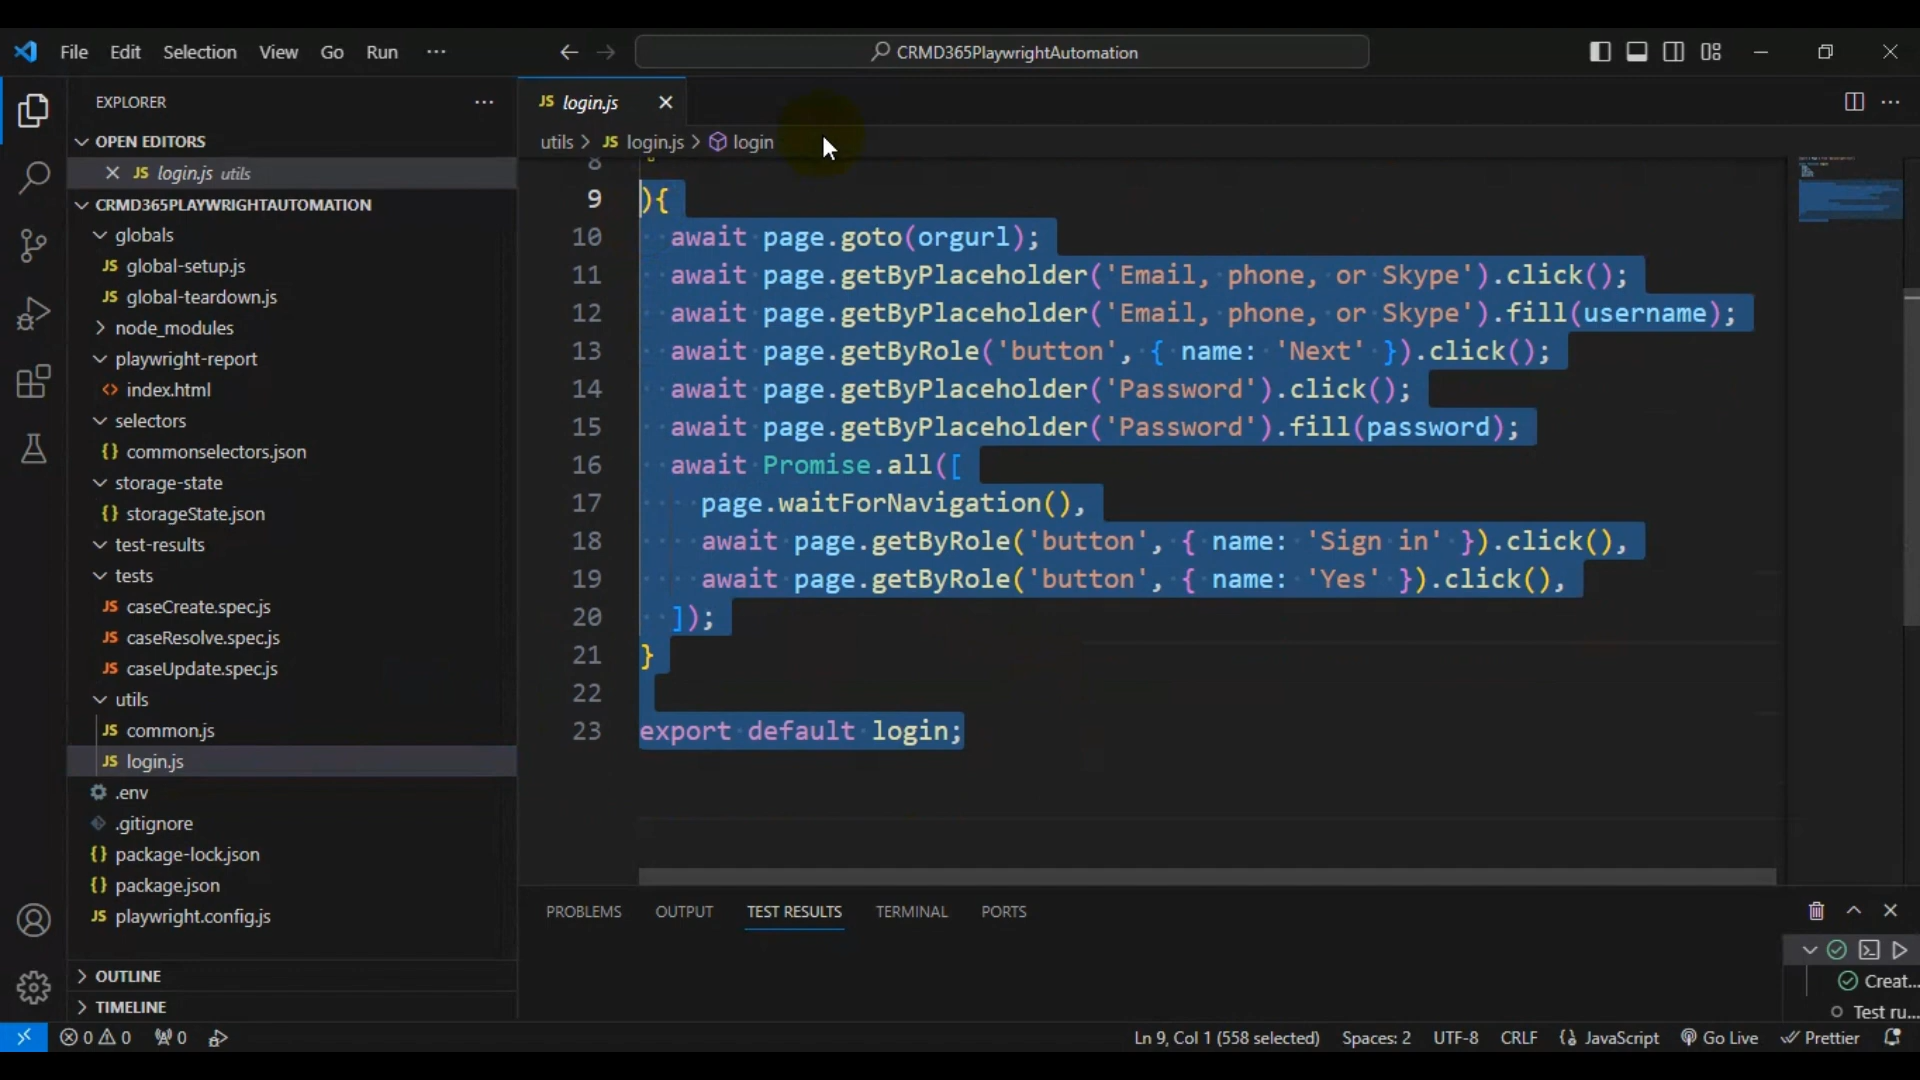 File Edit Selection View Go Run ···
CRMD365PlaywrightAutomation
EXPLORER
OPEN EDITORS
JS login.js utils
CRMD365PLAYWRIGHTAUTOMATION
globals
JS global-setup.js
JS global-teardown.js
node_modules
playwright-report
<> index.html
selectors
{} commonselectors.json
storage-state
{} storageState.json
test-results
tests
JS caseCreate.spec.js
JS caseResolve.spec.js
JS caseUpdate.spec.js
utils
JS common.js
JS login.js
.env
.gitignore
{} package-lock.json
{} package.json
JS playwright.config.js
OUTLINE
TIMELINE
JS login.js
utils > JS login.js > login
8
9 ){
10 await page.goto(orgurl);
11 await page.getByPlaceholder('Email, phone, or Skype').click();
12 await page.getByPlaceholder('Email, phone, or Skype').fill(username);
13 await page.getByRole('button', { name: 'Next' }).click();
14 await page.getByPlaceholder('Password').click();
15 await page.getByPlaceholder('Password').fill(password);
16 await Promise.all([
17 page.waitForNavigation(),
18 await page.getByRole('button', { name: 'Sign in' }).click(),
19 await page.getByRole('button', { name: 'Yes' }).click(),
20 ]);
21 }
22
23 export default login;
PROBLEMS OUTPUT TEST RESULTS TERMINAL PORTS
Creat...
Test ru...
0 0 0 Ln 9, Col 1 (558 selected) Spaces: 2 UTF-8 CRLF JavaScript Go Live Prettier